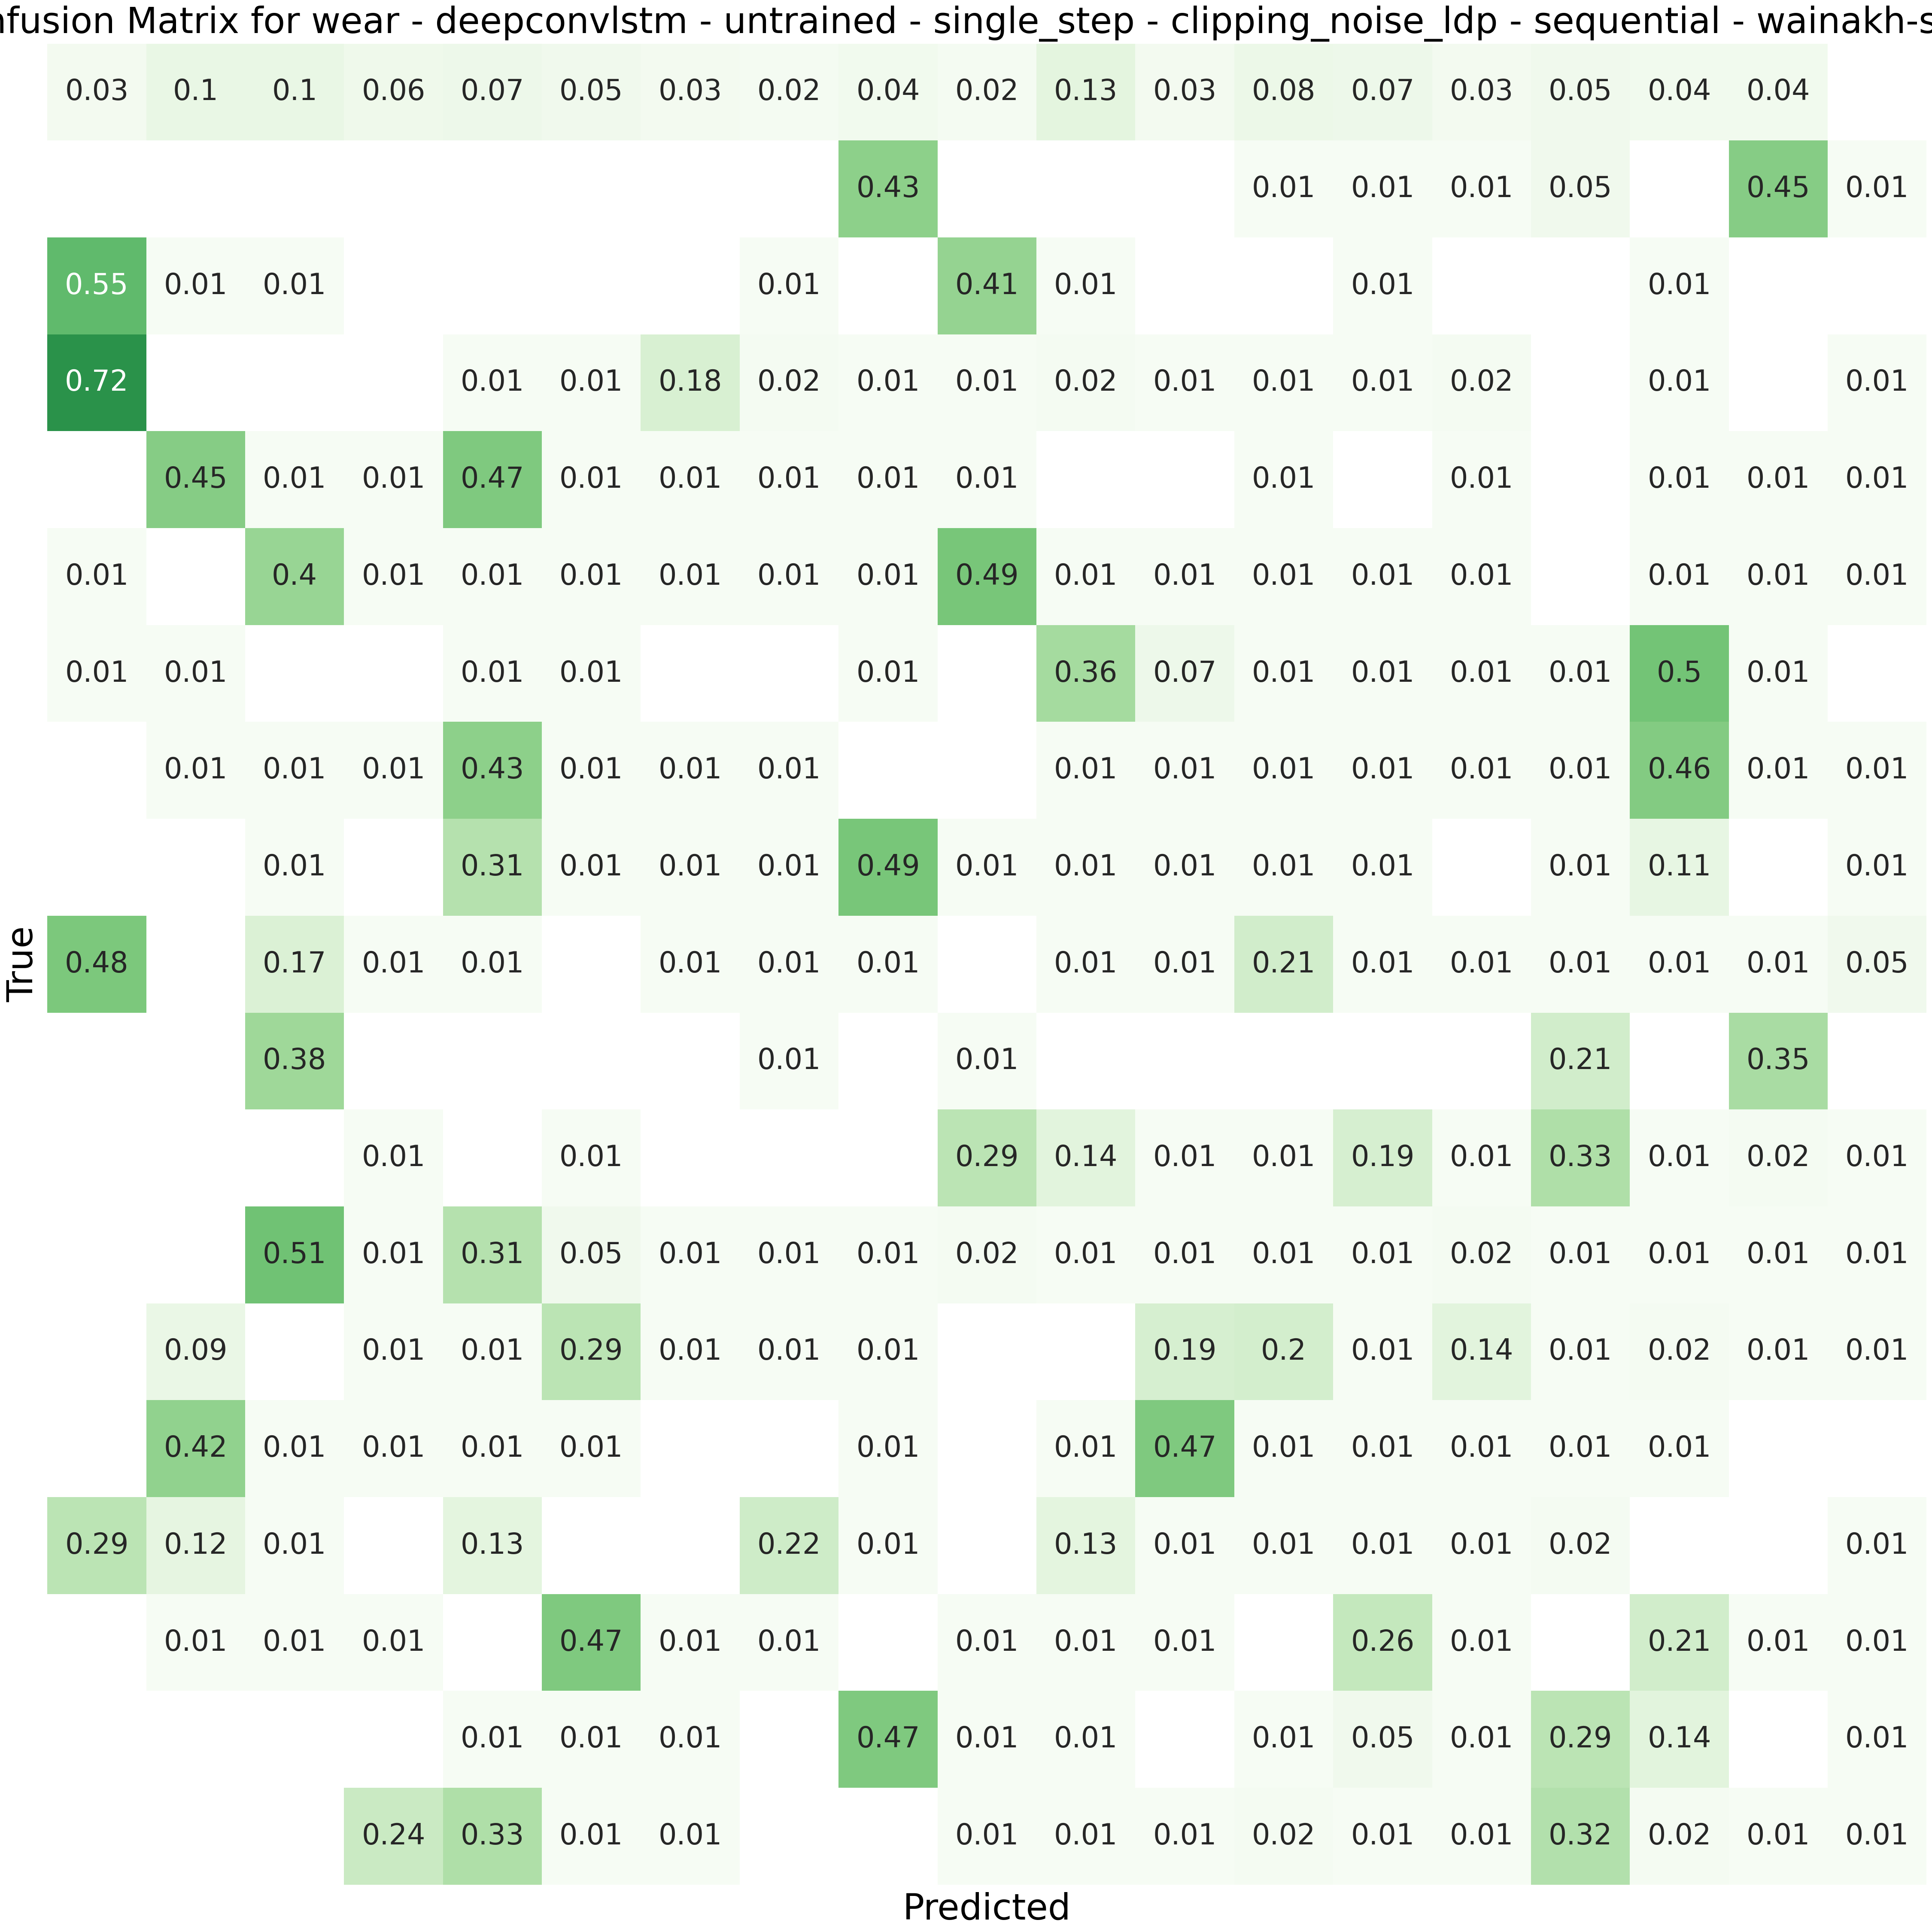 nfusion Matrix for wear - deepconvlstm - untrained - single_step - clipping_noise_ldp - sequential - wainakh-s
0.03 0.1 0.1 0.06 0.07 0.05 0.03 0.02 0.04 0.02 0.13 0.03 0.08 0.07 0.03 0.05 0.04 0.04
0.43 0.01 0.01 0.01 0.05 0.45 0.01
0.55 0.01 0.01 0.01 0.41 0.01 0.01 0.01
0.72 0.01 0.01 0.18 0.02 0.01 0.01 0.02 0.01 0.01 0.01 0.02 0.01 0.01
0.45 0.01 0.01 0.47 0.01 0.01 0.01 0.01 0.01 0.01 0.01 0.01 0.01 0.01
0.01 0.4 0.01 0.01 0.01 0.01 0.01 0.01 0.49 0.01 0.01 0.01 0.01 0.01 0.01 0.01 0.01
0.01 0.01 0.01 0.01 0.01 0.36 0.07 0.01 0.01 0.01 0.01 0.5 0.01
0.01 0.01 0.01 0.43 0.01 0.01 0.01 0.01 0.01 0.01 0.01 0.01 0.01 0.46 0.01 0.01
0.01 0.31 0.01 0.01 0.01 0.49 0.01 0.01 0.01 0.01 0.01 0.01 0.11 0.01
True
0.48 0.17 0.01 0.01 0.01 0.01 0.01 0.01 0.01 0.21 0.01 0.01 0.01 0.01 0.01 0.05
0.38 0.01 0.01 0.21 0.35
0.01 0.01 0.29 0.14 0.01 0.01 0.19 0.01 0.33 0.01 0.02 0.01
0.51 0.01 0.31 0.05 0.01 0.01 0.01 0.02 0.01 0.01 0.01 0.01 0.02 0.01 0.01 0.01 0.01
0.09 0.01 0.01 0.29 0.01 0.01 0.01 0.19 0.2 0.01 0.14 0.01 0.02 0.01 0.01
0.42 0.01 0.01 0.01 0.01 0.01 0.01 0.47 0.01 0.01 0.01 0.01 0.01
0.29 0.12 0.01 0.13 0.22 0.01 0.13 0.01 0.01 0.01 0.01 0.02 0.01
0.01 0.01 0.01 0.47 0.01 0.01 0.01 0.01 0.01 0.26 0.01 0.21 0.01 0.01
0.01 0.01 0.01 0.47 0.01 0.01 0.01 0.05 0.01 0.29 0.14 0.01
0.24 0.33 0.01 0.01 0.01 0.01 0.01 0.02 0.01 0.01 0.32 0.02 0.01 0.01
Predicted